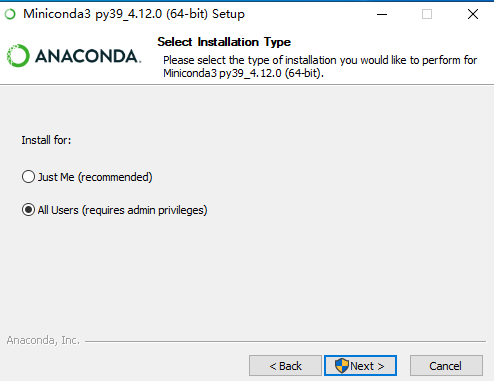 Miniconda3 py39_4.12.0 (64-bit) Setup
ANACONDA.
Select Installation Type
Please select the type of installation you would like to perform for
Miniconda3 py39_4.12.0 (64-bit).
Install for:
Just Me (recommended)
All Users (requires admin privileges)
Anaconda, Inc.
< Back
Next >
Cancel